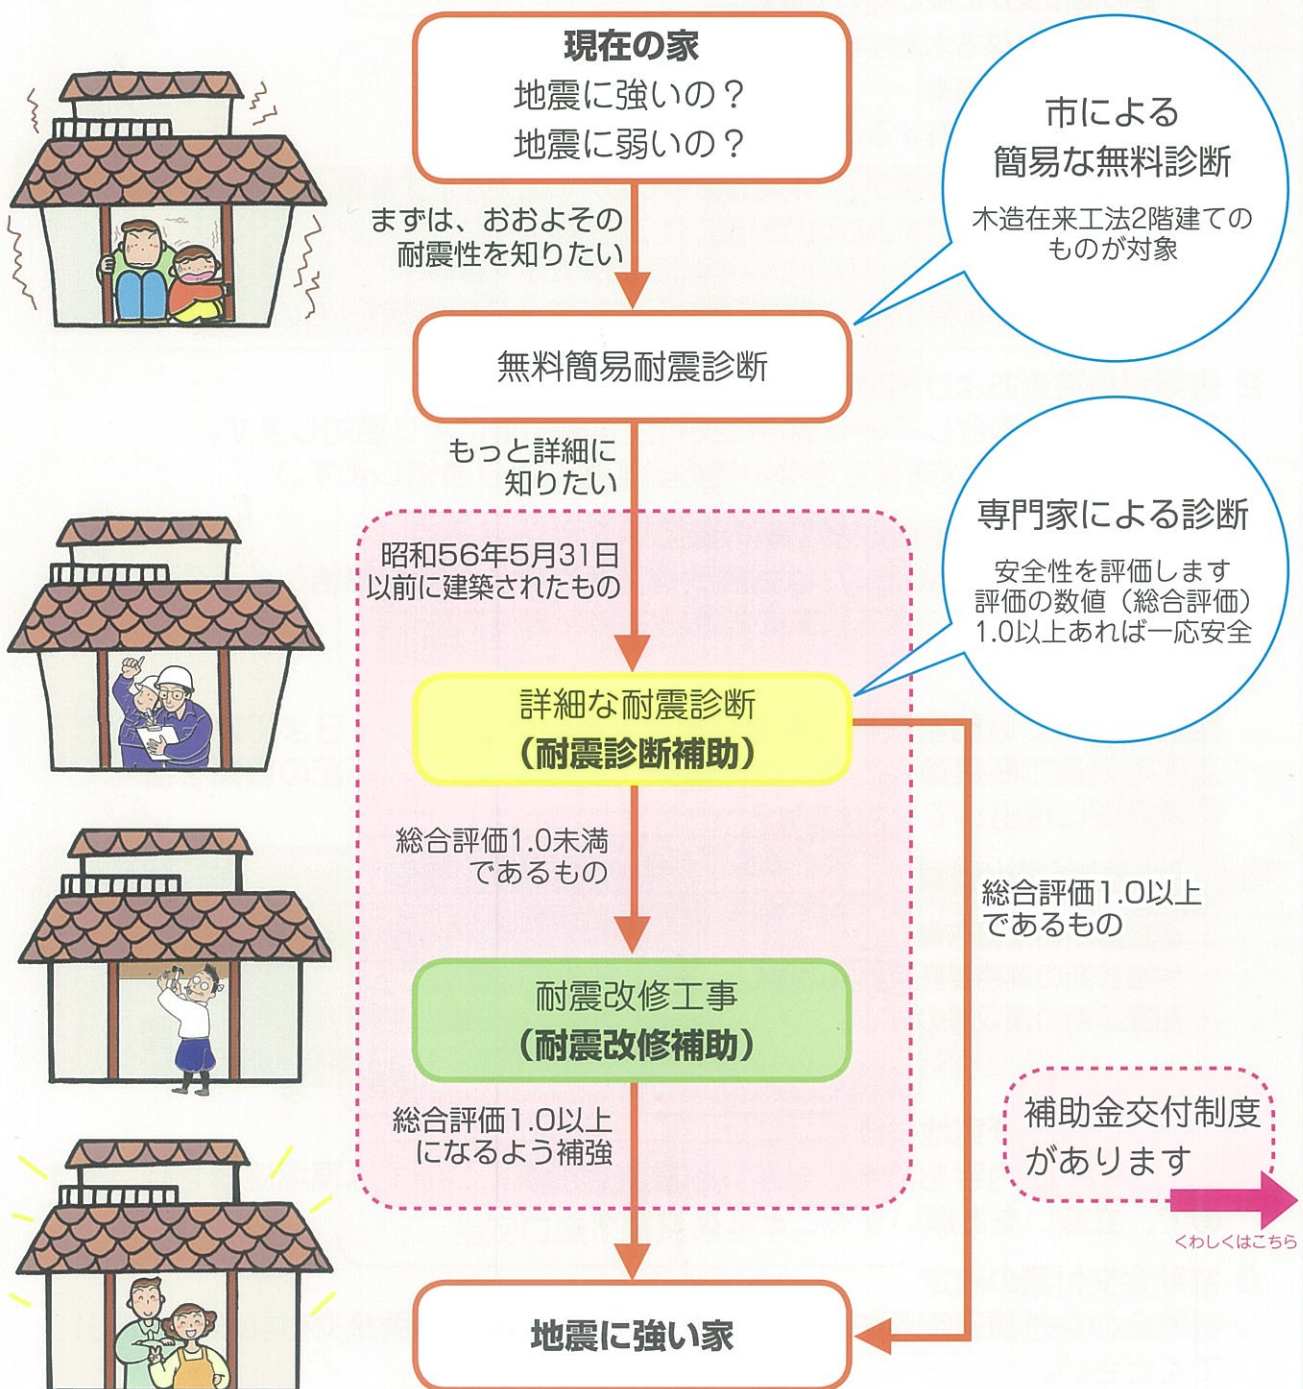 現在の家
地震に強いの？
地震に弱いの？
市による
簡易な無料診断
木造在来工法2階建ての
ものが対象
まずは、おおよその
耐震性を知りたい
無料簡易耐震診断
もっと詳細に
知りたい
専門家による診断
安全性を評価します
評価の数値（総合評価）
1.0以上あれば一応安全
昭和56年5月31日
以前に建築されたもの
詳細な耐震診断
（耐震診断補助）
総合評価1.0未満
であるもの
総合評価1.0以上
であるもの
耐震改修工事
（耐震改修補助）
総合評価1.0以上
になるよう補強
補助金交付制度
があります
くわしくはこちら
地震に強い家